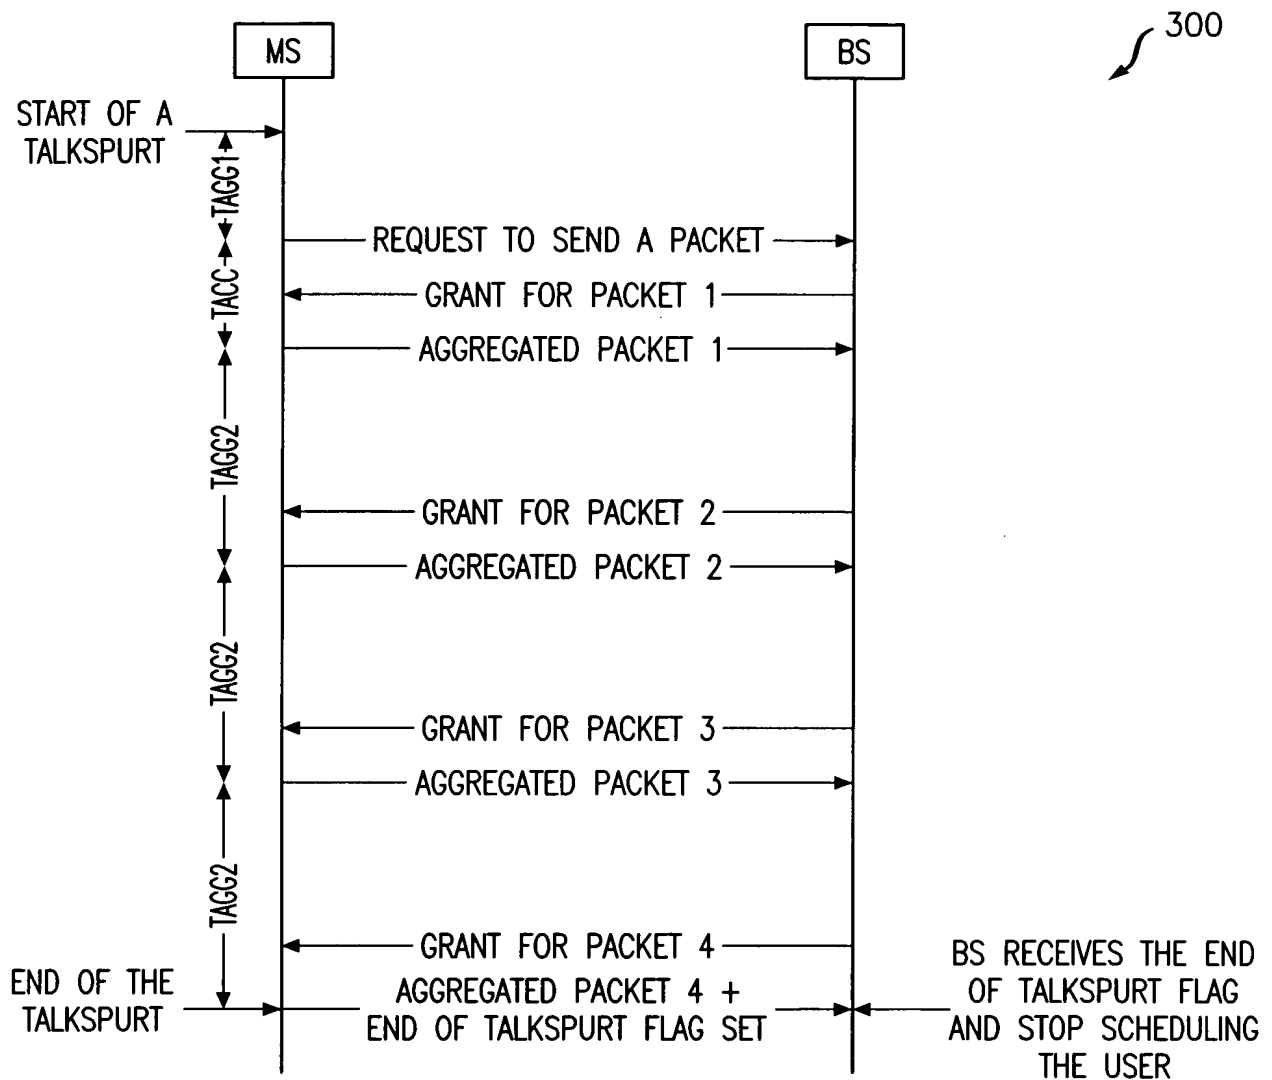 300
MS
BS
START OF A
TALKSPURT
TAGG1
REQUEST TO SEND A PACKET
TACC
GRANT FOR PACKET 1
AGGREGATED PACKET 1
TAGG2
GRANT FOR PACKET 2
AGGREGATED PACKET 2
TAGG2
GRANT FOR PACKET 3
AGGREGATED PACKET 3
TAGG2
GRANT FOR PACKET 4
END OF THE
TALKSPURT
AGGREGATED PACKET 4 +
END OF TALKSPURT FLAG SET
BS RECEIVES THE END
OF TALKSPURT FLAG
AND STOP SCHEDULING
THE USER